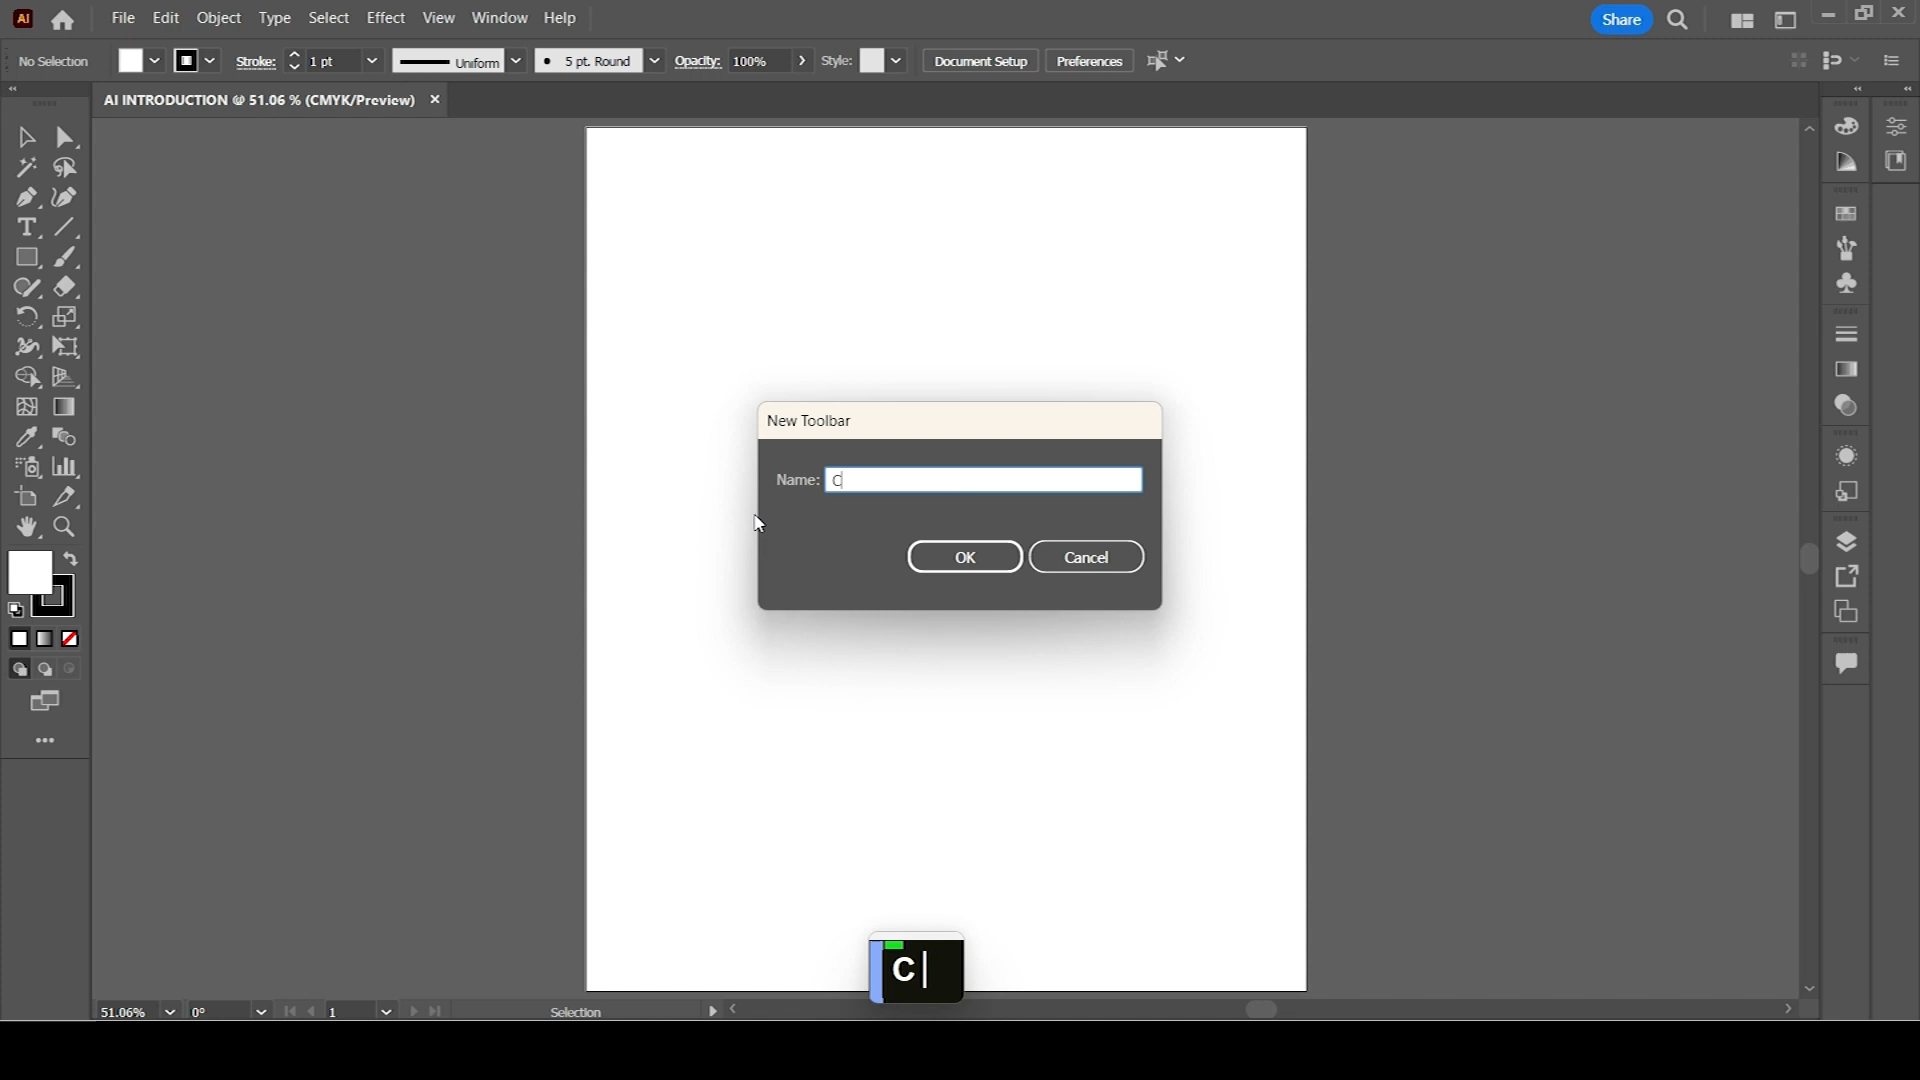 Ai File Edit Object Type Select Effect View Window Help Share
No Selection Stroke: 1 pt Uniform 5 pt. Round Opacity: 100% Style: Document Setup Preferences
AI INTRODUCTION @ 51.06 % (CMYK/Preview)
New Toolbar
Name: C
OK Cancel
C
51.06% 0° 1 Selection